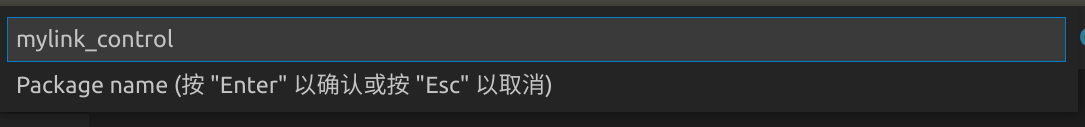 mylink_control
Package name (按 "Enter" 以确认或按 "Esc" 以取消)